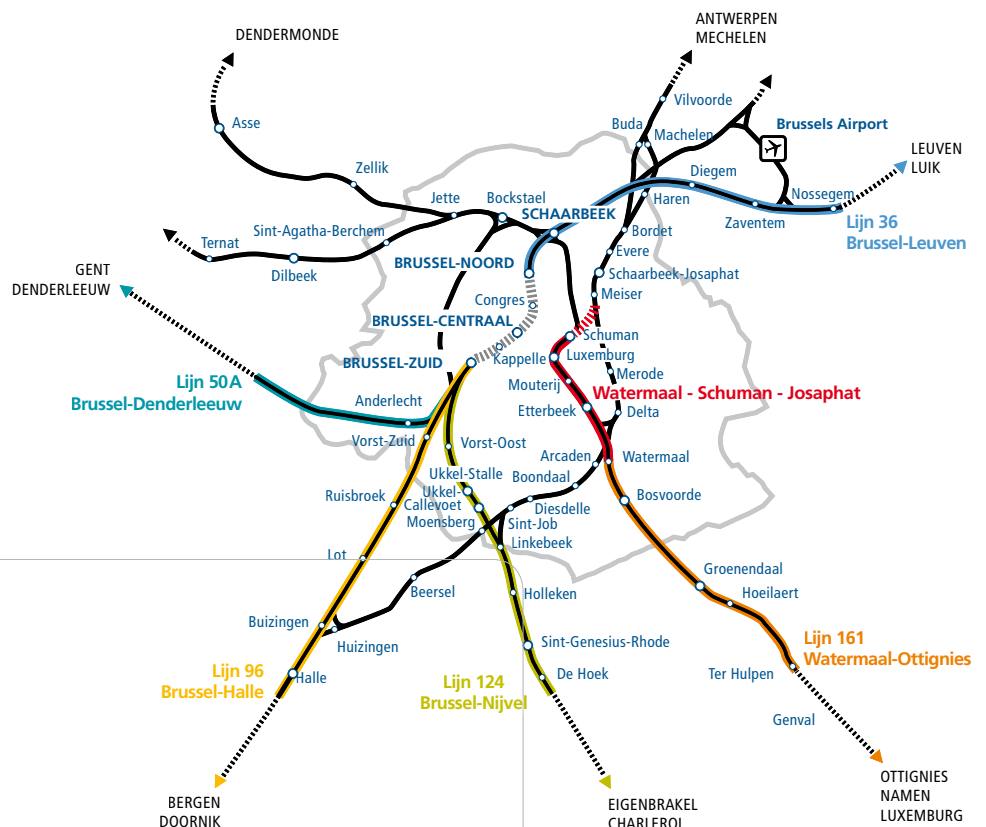 ANTWERPEN
MECHELEN
DENDERMONDE
Vilvoorde
Asse
Buda
Machelen
Brussels Airport
LEUVEN
LUIK
Zellik
Diegem
Jette
Bockstael
Haren
Nossegem
SCHAARBEEK
Zaventem
Lijn 36
Brussel-Leuven
Sint-Agatha-Berchem
Bordet
Ternat
Evere
Dilbeek
BRUSSEL-NOORD
Schaarbeek-Josaphat
GENT
DENDERLEEUW
Meiser
Congres
BRUSSEL-CENTRAAL
Schuman
BRUSSEL-ZUID
Kappelle
Luxemburg
Merode
Lijn 50A
Brussel-Denderleeuw
Mouterij
Watermaal - Schuman - Josaphat
Anderlecht
Etterbeek
Delta
Vorst-Zuid
Vorst-Oost
Arcaden
Watermaal
Ukkel-Stalle
Boondaal
Ruisbroek
Ukkel-
Callevoet
Bosvoorde
Diesdelle
Moensberg
Sint-Job
Linkebeek
Lot
Groenendaal
Beersel
Holleken
Hoeilaert
Buizingen
Huizingen
Sint-Genesius-Rhode
Lijn 161
Watermaal-Ottignies
Lijn 96
Brussel-Halle
Halle
Lijn 124
Brussel-Nijvel
De Hoek
Ter Hulpen
Genval
BERGEN
DOORNIK
EIGENBRAKEL
CHARLEROI
OTTIGNIES
NAMEN
LUXEMBURG